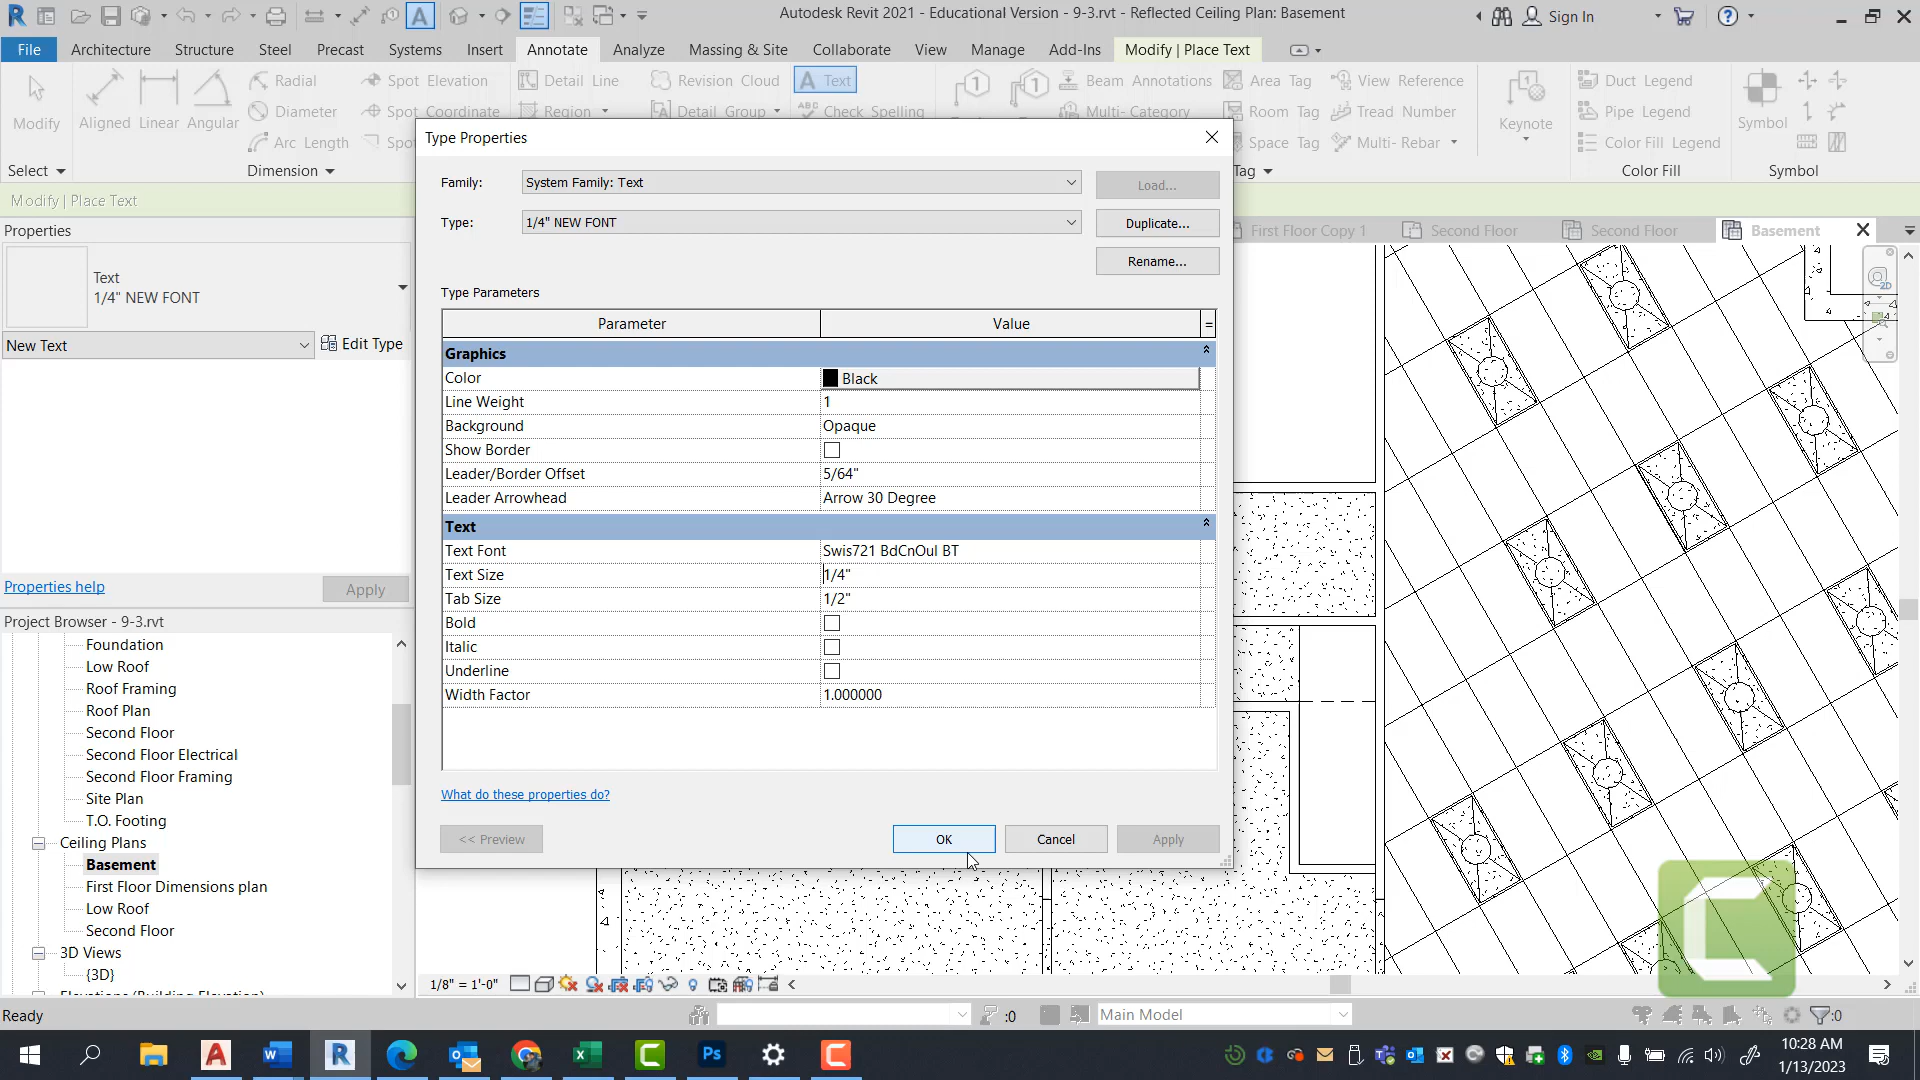 Autodesk Revit 2021 - Educational Version - 9-3.rvt - Reflected Ceiling Plan: Basement
Sign In
File Architecture Structure Steel Precast Systems Insert Annotate Analyze Massing & Site Collaborate View Manage Add-Ins Modify | Place Text
Radial Spot Elevation Detail Line Revision Cloud Text Beam Annotations Area Tag View Reference Duct Legend
Modify Aligned Linear Angular Diameter Spot Coordinate Region Detail Group Check Spelling Multi- Category Room Tag Tread Number Keynote Pipe Legend Symbol
Arc Length Space Tag Multi- Rebar Color Fill Legend
Select Dimension Tag Color Fill Symbol
Modify | Place Text
Properties
Text
1/4" NEW FONT
New Text Edit Type
Properties help Apply
Project Browser - 9-3.rvt
Foundation
Low Roof
Roof Framing
Roof Plan
Second Floor
Second Floor Electrical
Second Floor Framing
Site Plan
T.O. Footing
Ceiling Plans
Basement
First Floor Dimensions plan
Low Roof
Second Floor
3D Views
{3D}
Elevations (Building Elevation)
Type Properties
Family: System Family: Text Load...
Type: 1/4" NEW FONT Duplicate...
Rename...
Type Parameters
Parameter Value =
Graphics
Color Black
Line Weight 1
Background Opaque
Show Border
Leader/Border Offset 5/64"
Leader Arrowhead Arrow 30 Degree
Text
Text Font Swis721 BdCnOul BT
Text Size 1/4"
Tab Size 1/2"
Bold
Italic
Underline
Width Factor 1.000000
What do these properties do?
<< Preview OK Cancel Apply
First Floor Copy 1 Second Floor Second Floor Basement
2D
1/8" = 1'-0"
Ready :0 Main Model :0
10:28 AM
1/13/2023